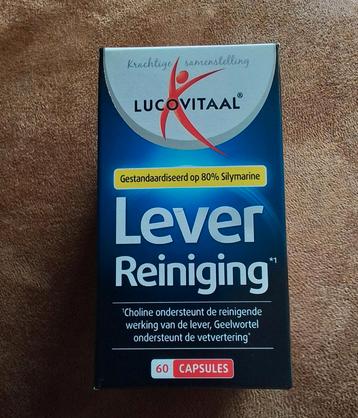 Krachtige samenstelling
LUCOVITAAL®
Gestandaardiseerd op 80% Silymarine
Lever
Reiniging*¹
¹Choline ondersteunt de reinigende
werking van de lever, Geelwortel
ondersteunt de vetvertering*
60 CAPSULES